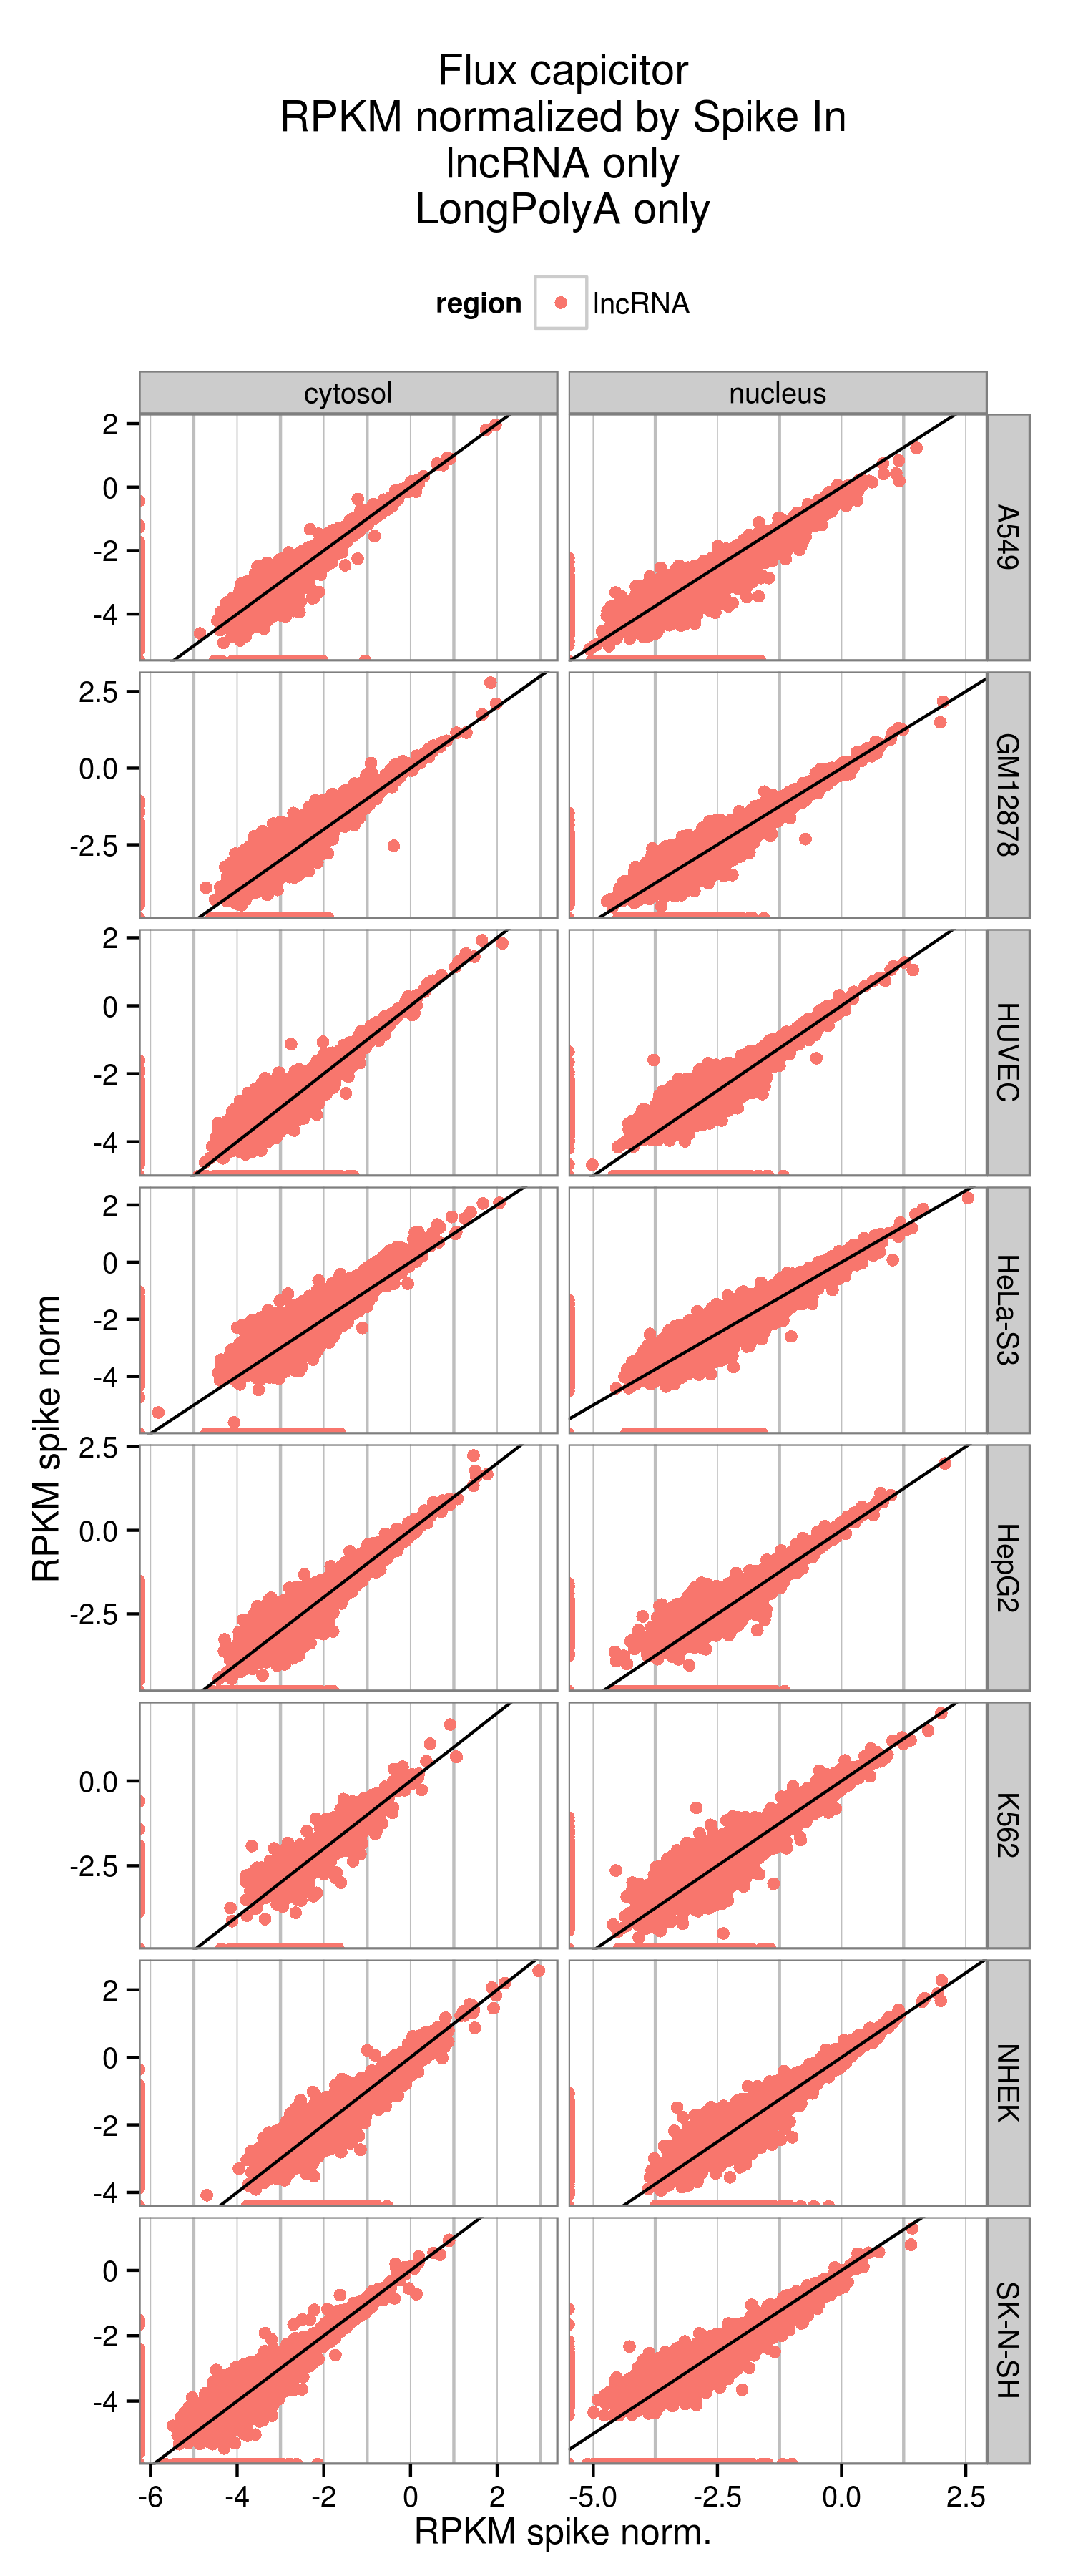 Flux capicitor
RPKM normalized by Spike In
lncRNA only
LongPolyA only
region lncRNA
cytosol nucleus
2
0
-2
-4
A549
2.5
0.0
-2.5
GM12878
2
0
-2
-4
HUVEC
2
0
-2
-4
HeLa-S3
RPKM spike norm
2.5
0.0
-2.5
HepG2
0.0
-2.5
K562
2
0
-2
-4
NHEK
0
-2
-4
SK-N-SH
-6 -4 -2 0 2 -5.0 -2.5 0.0 2.5
RPKM spike norm.